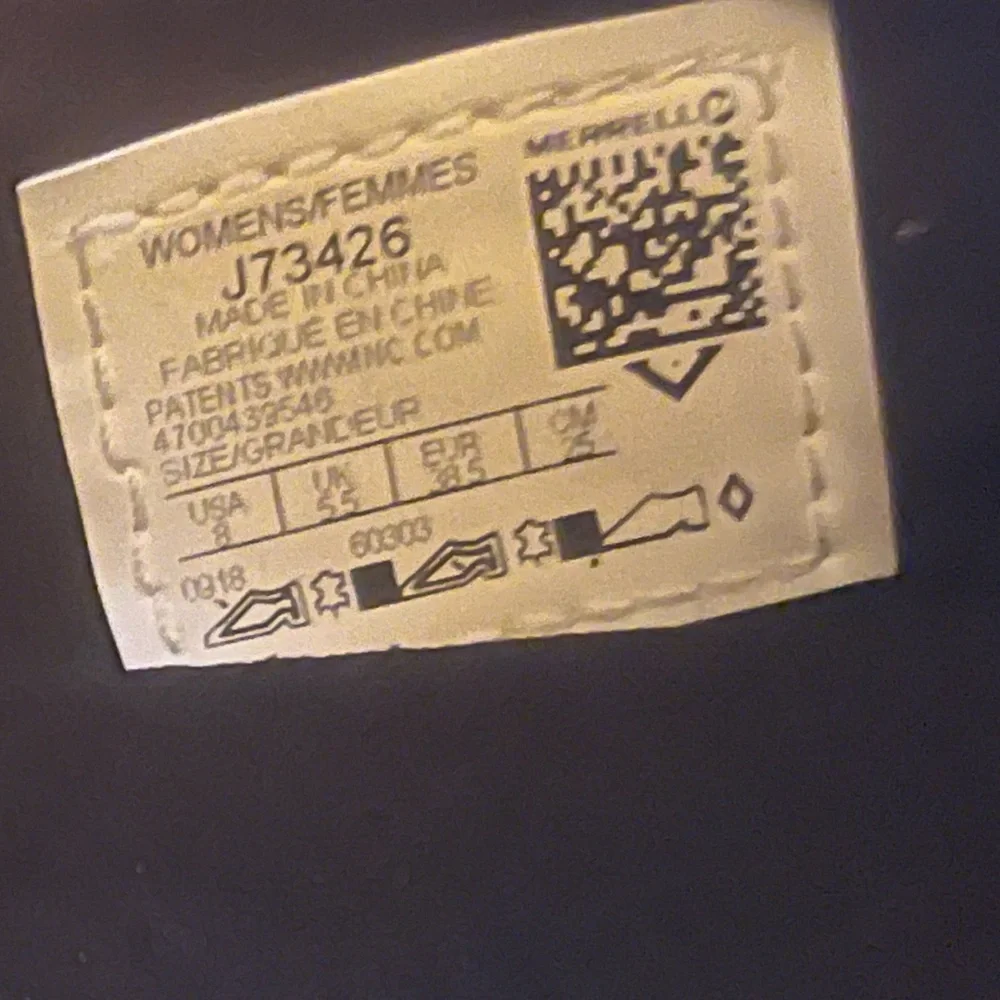 MERRELL
WOMENS/FEMMES
J73426
MADE IN CHINA
FABRIQUE EN CHINE
PATENTS WWWINC COM
4700439546
SIZE/GRANDEUR
USA UK EUR CM
8 5.5 38.5 25
0918 60303